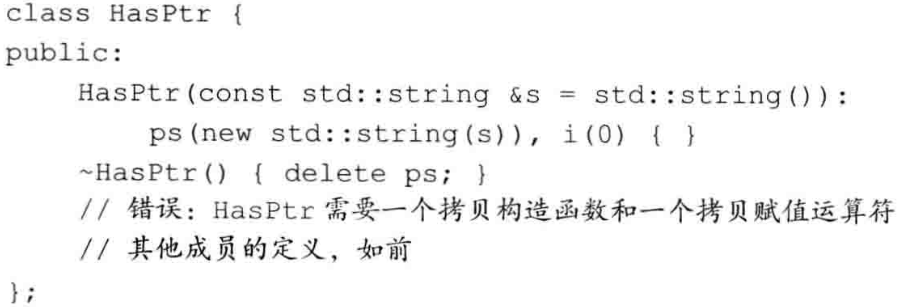 class HasPtr {
public:
    HasPtr(const std::string &s = std::string()):
        ps(new std::string(s)), i(0) { }
    ~HasPtr() { delete ps; }
    // 错误：HasPtr 需要一个拷贝构造函数和一个拷贝赋值运算符
    // 其他成员的定义，如前
};